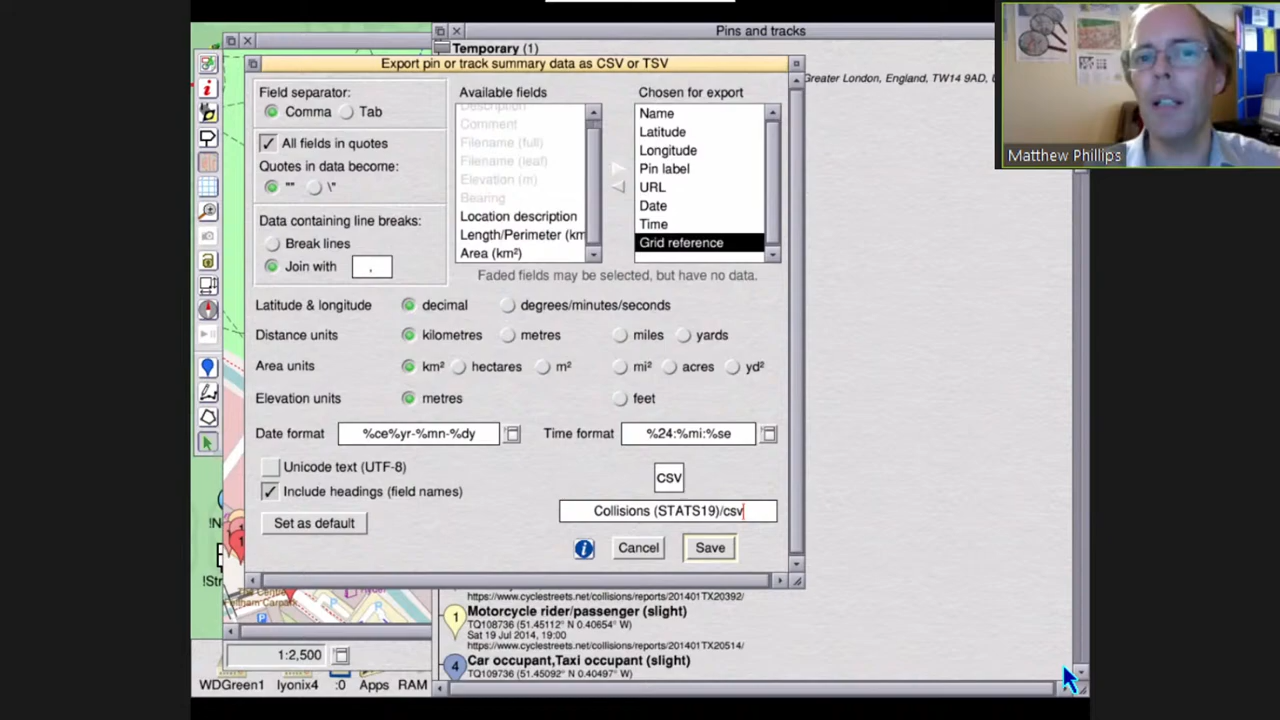 Pins and tracks
Temporary (1)
Greater London, England, TW14 9AD, U
Matthew Phillips
Export pin or track summary data as CSV or TSV
Field separator:
Comma
Tab
All fields in quotes
Quotes in data become:
""
\"
Data containing line breaks:
Break lines
Join with
,
Available fields
Description
Comment
Filename (full)
Filename (leaf)
Elevation (m)
Bearing
Location description
Length/Perimeter (km
Area (km²)
Chosen for export
Name
Latitude
Longitude
Pin label
URL
Date
Time
Grid reference
Faded fields may be selected, but have no data.
Latitude & longitude
decimal
degrees/minutes/seconds
Distance units
kilometres
metres
miles
yards
Area units
km²
hectares
m²
mi²
acres
yd²
Elevation units
metres
feet
Date format
%ce%yr-%mn-%dy
Time format
%24:%mi:%se
Unicode text (UTF-8)
Include headings (field names)
Set as default
CSV
Collisions (STATS19)/csv
Cancel
Save
https://www.cyclestreets.net/collisions/reports/201401TX20392/
1
Motorcycle rider/passenger (slight)
TQ108736 (51.45112° N 0.40654° W)
Sat 19 Jul 2014, 19:00
https://www.cyclestreets.net/collisions/reports/201401TX20514/
4
Car occupant,Taxi occupant (slight)
TQ109736 (51.45092° N 0.40497° W)
1:2,500
WDGreen1
Iyonix4
:0
Apps
RAM